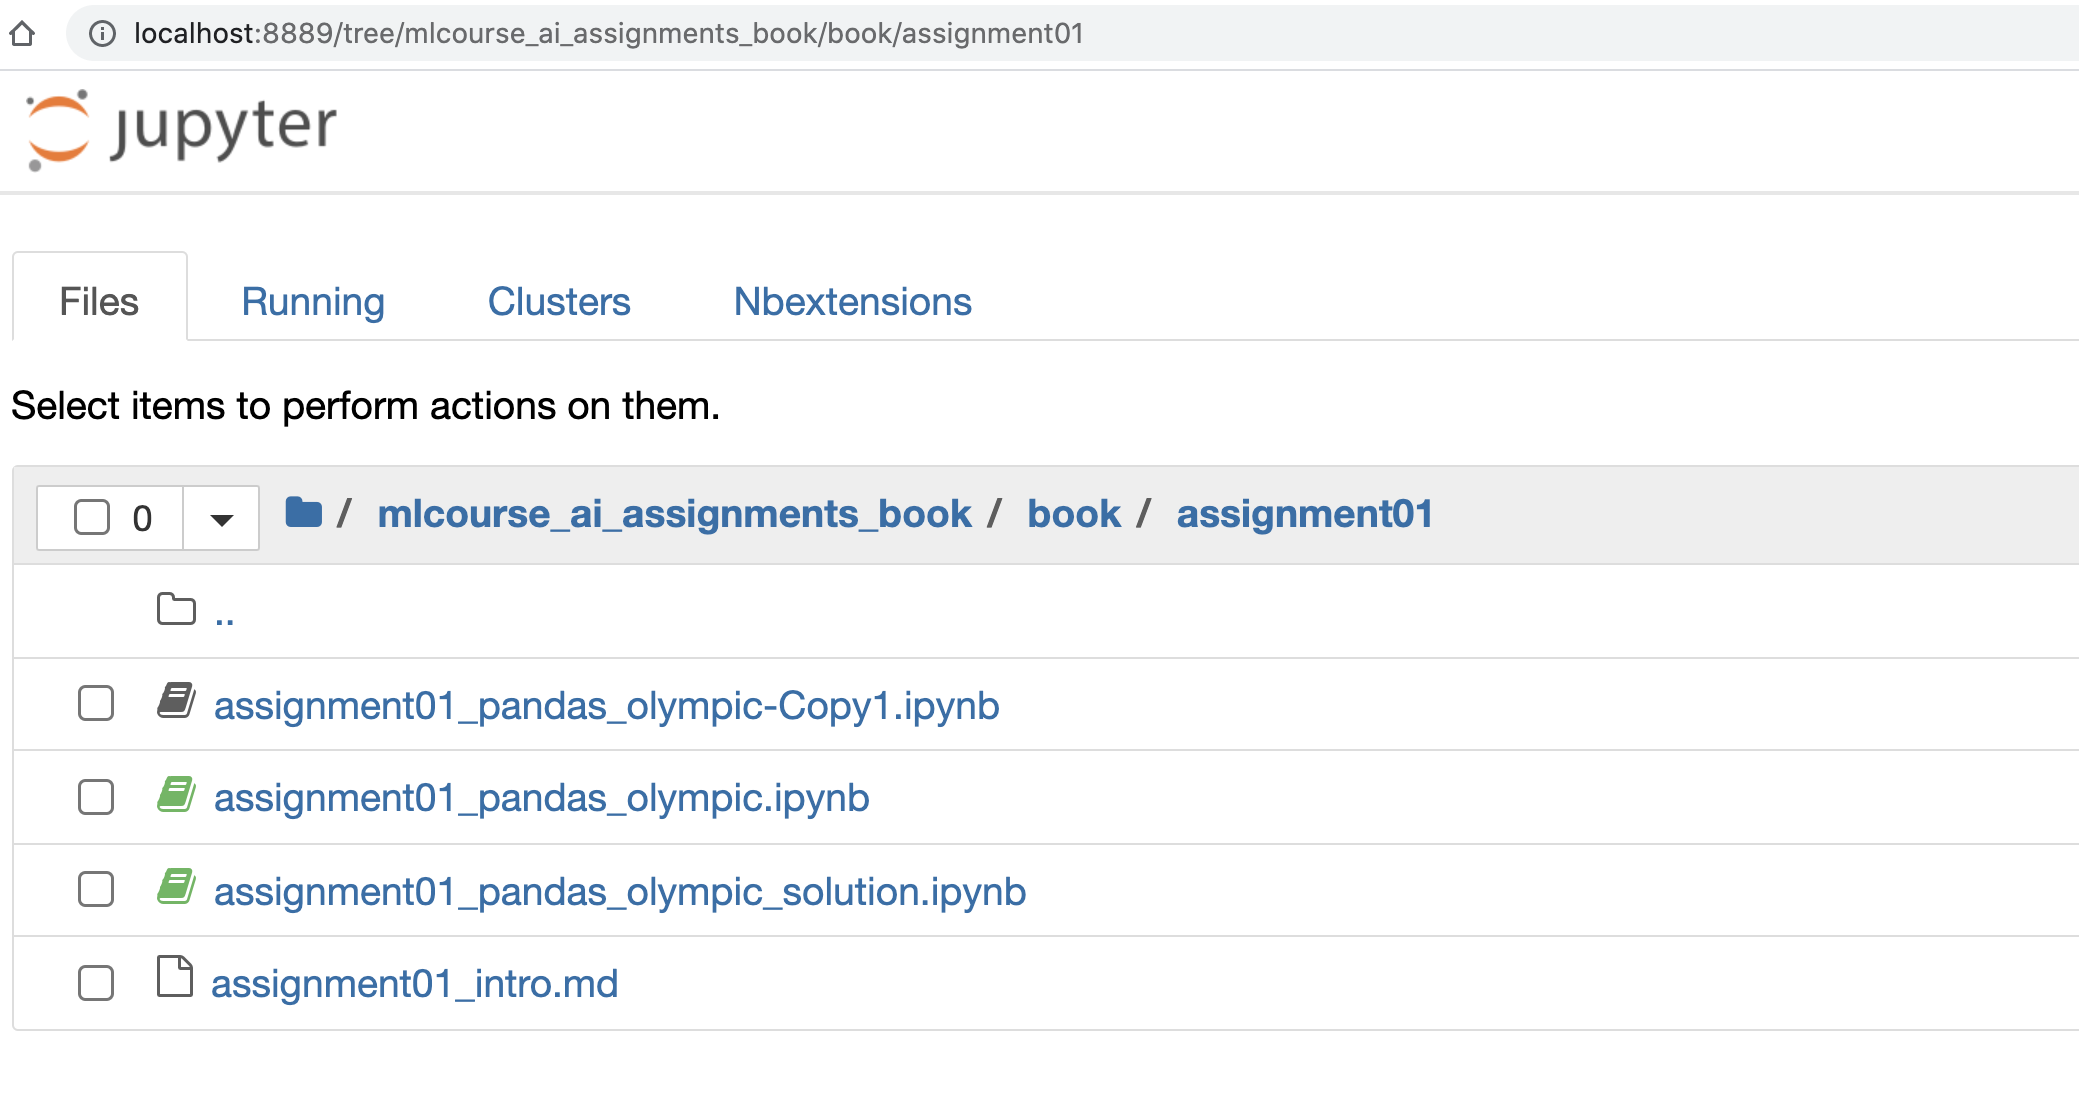 localhost:8889/tree/mlcourse_ai_assignments_book/book/assignment01
jupyter
Files Running Clusters Nbextensions
Select items to perform actions on them.
0 / mlcourse_ai_assignments_book / book / assignment01
..
assignment01_pandas_olympic-Copy1.ipynb
assignment01_pandas_olympic.ipynb
assignment01_pandas_olympic_solution.ipynb
assignment01_intro.md